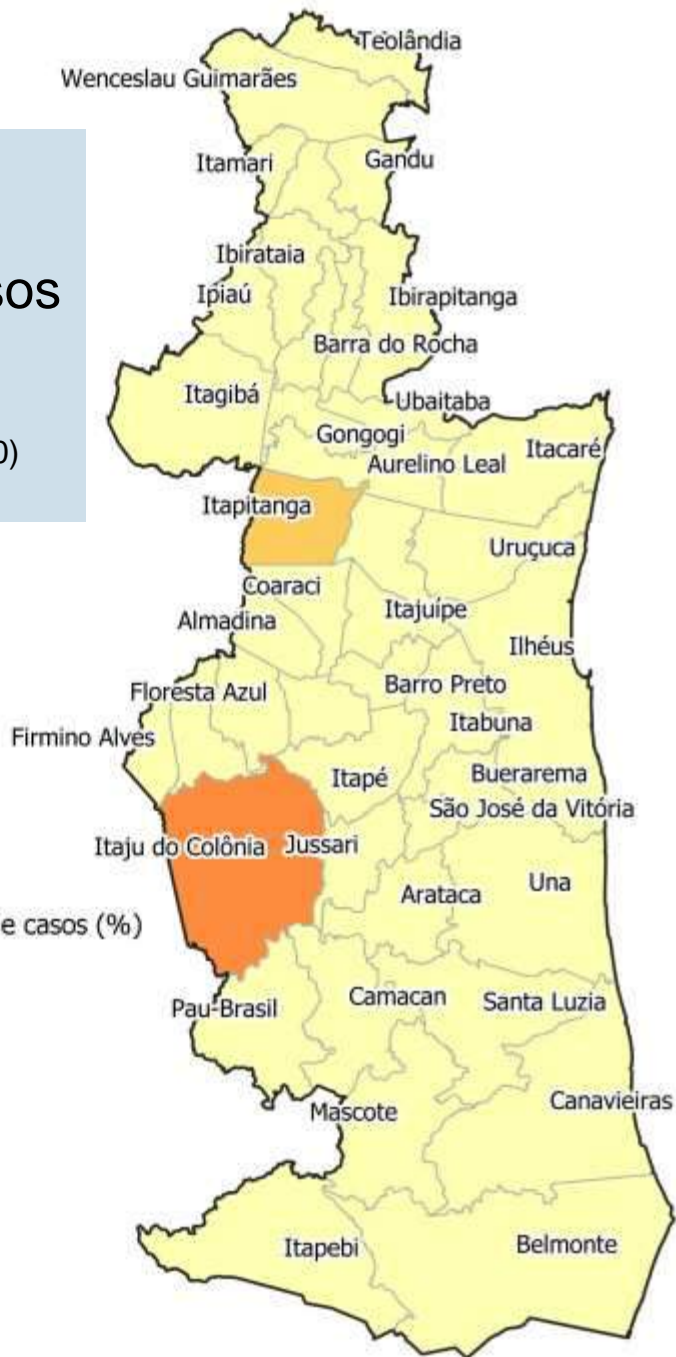 Teolândia
Wenceslau Guimarães
Itamari
Gandu
Ibirataia
Ipiaú
Ibirapitanga
Barra do Rocha
Itagibá
Ubaitaba
Gongogi
Itacaré
Aurelino Leal
Itapitanga
Uruçuca
Coaraci
Itajuípe
Almadina
Ilhéus
Floresta Azul
Barro Preto
Itabuna
Firmino Alves
Itapé
Buerarema
São José da Vitória
Itaju do Colônia
Jussari
Arataca
Una
e casos (%)
Pau-Brasil
Camacan
Santa Luzia
Mascote
Canavieiras
Itapebi
Belmonte